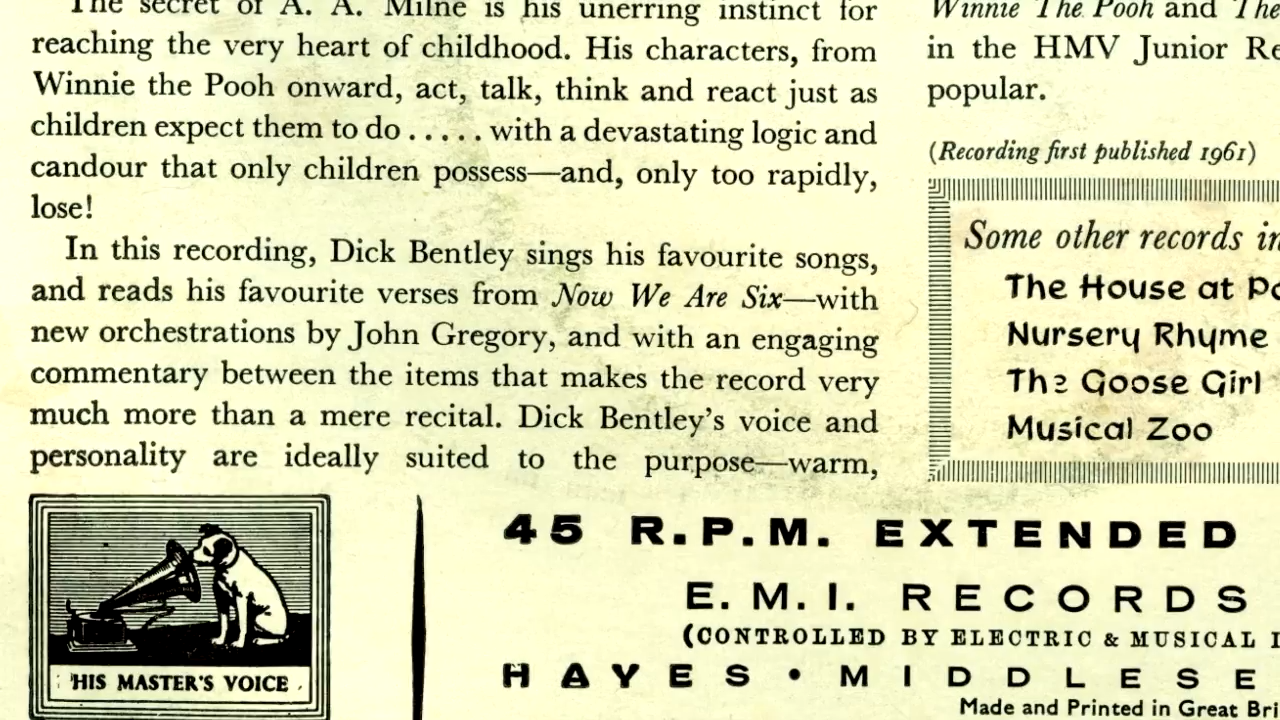 The secret of A. A. Milne is his unerring instinct for
reaching the very heart of childhood. His characters, from
Winnie the Pooh onward, act, talk, think and react just as
children expect them to do ..... with a devastating logic and
candour that only children possess—and, only too rapidly,
lose!
In this recording, Dick Bentley sings his favourite songs,
and reads his favourite verses from Now We Are Six—with
new orchestrations by John Gregory, and with an engaging
commentary between the items that makes the record very
much more than a mere recital. Dick Bentley's voice and
personality are ideally suited to the purpose—warm,
Winnie The Pooh and The
in the HMV Junior Re
popular.
(Recording first published 1961)
Some other records in
The House at Po
Nursery Rhyme
The Goose Girl
Musical Zoo
HIS MASTER'S VOICE
45 R.P.M. EXTENDED
E.M.I. RECORDS
(CONTROLLED BY ELECTRIC & MUSICAL I
HAYES • MIDDLESE
Made and Printed in Great Bri